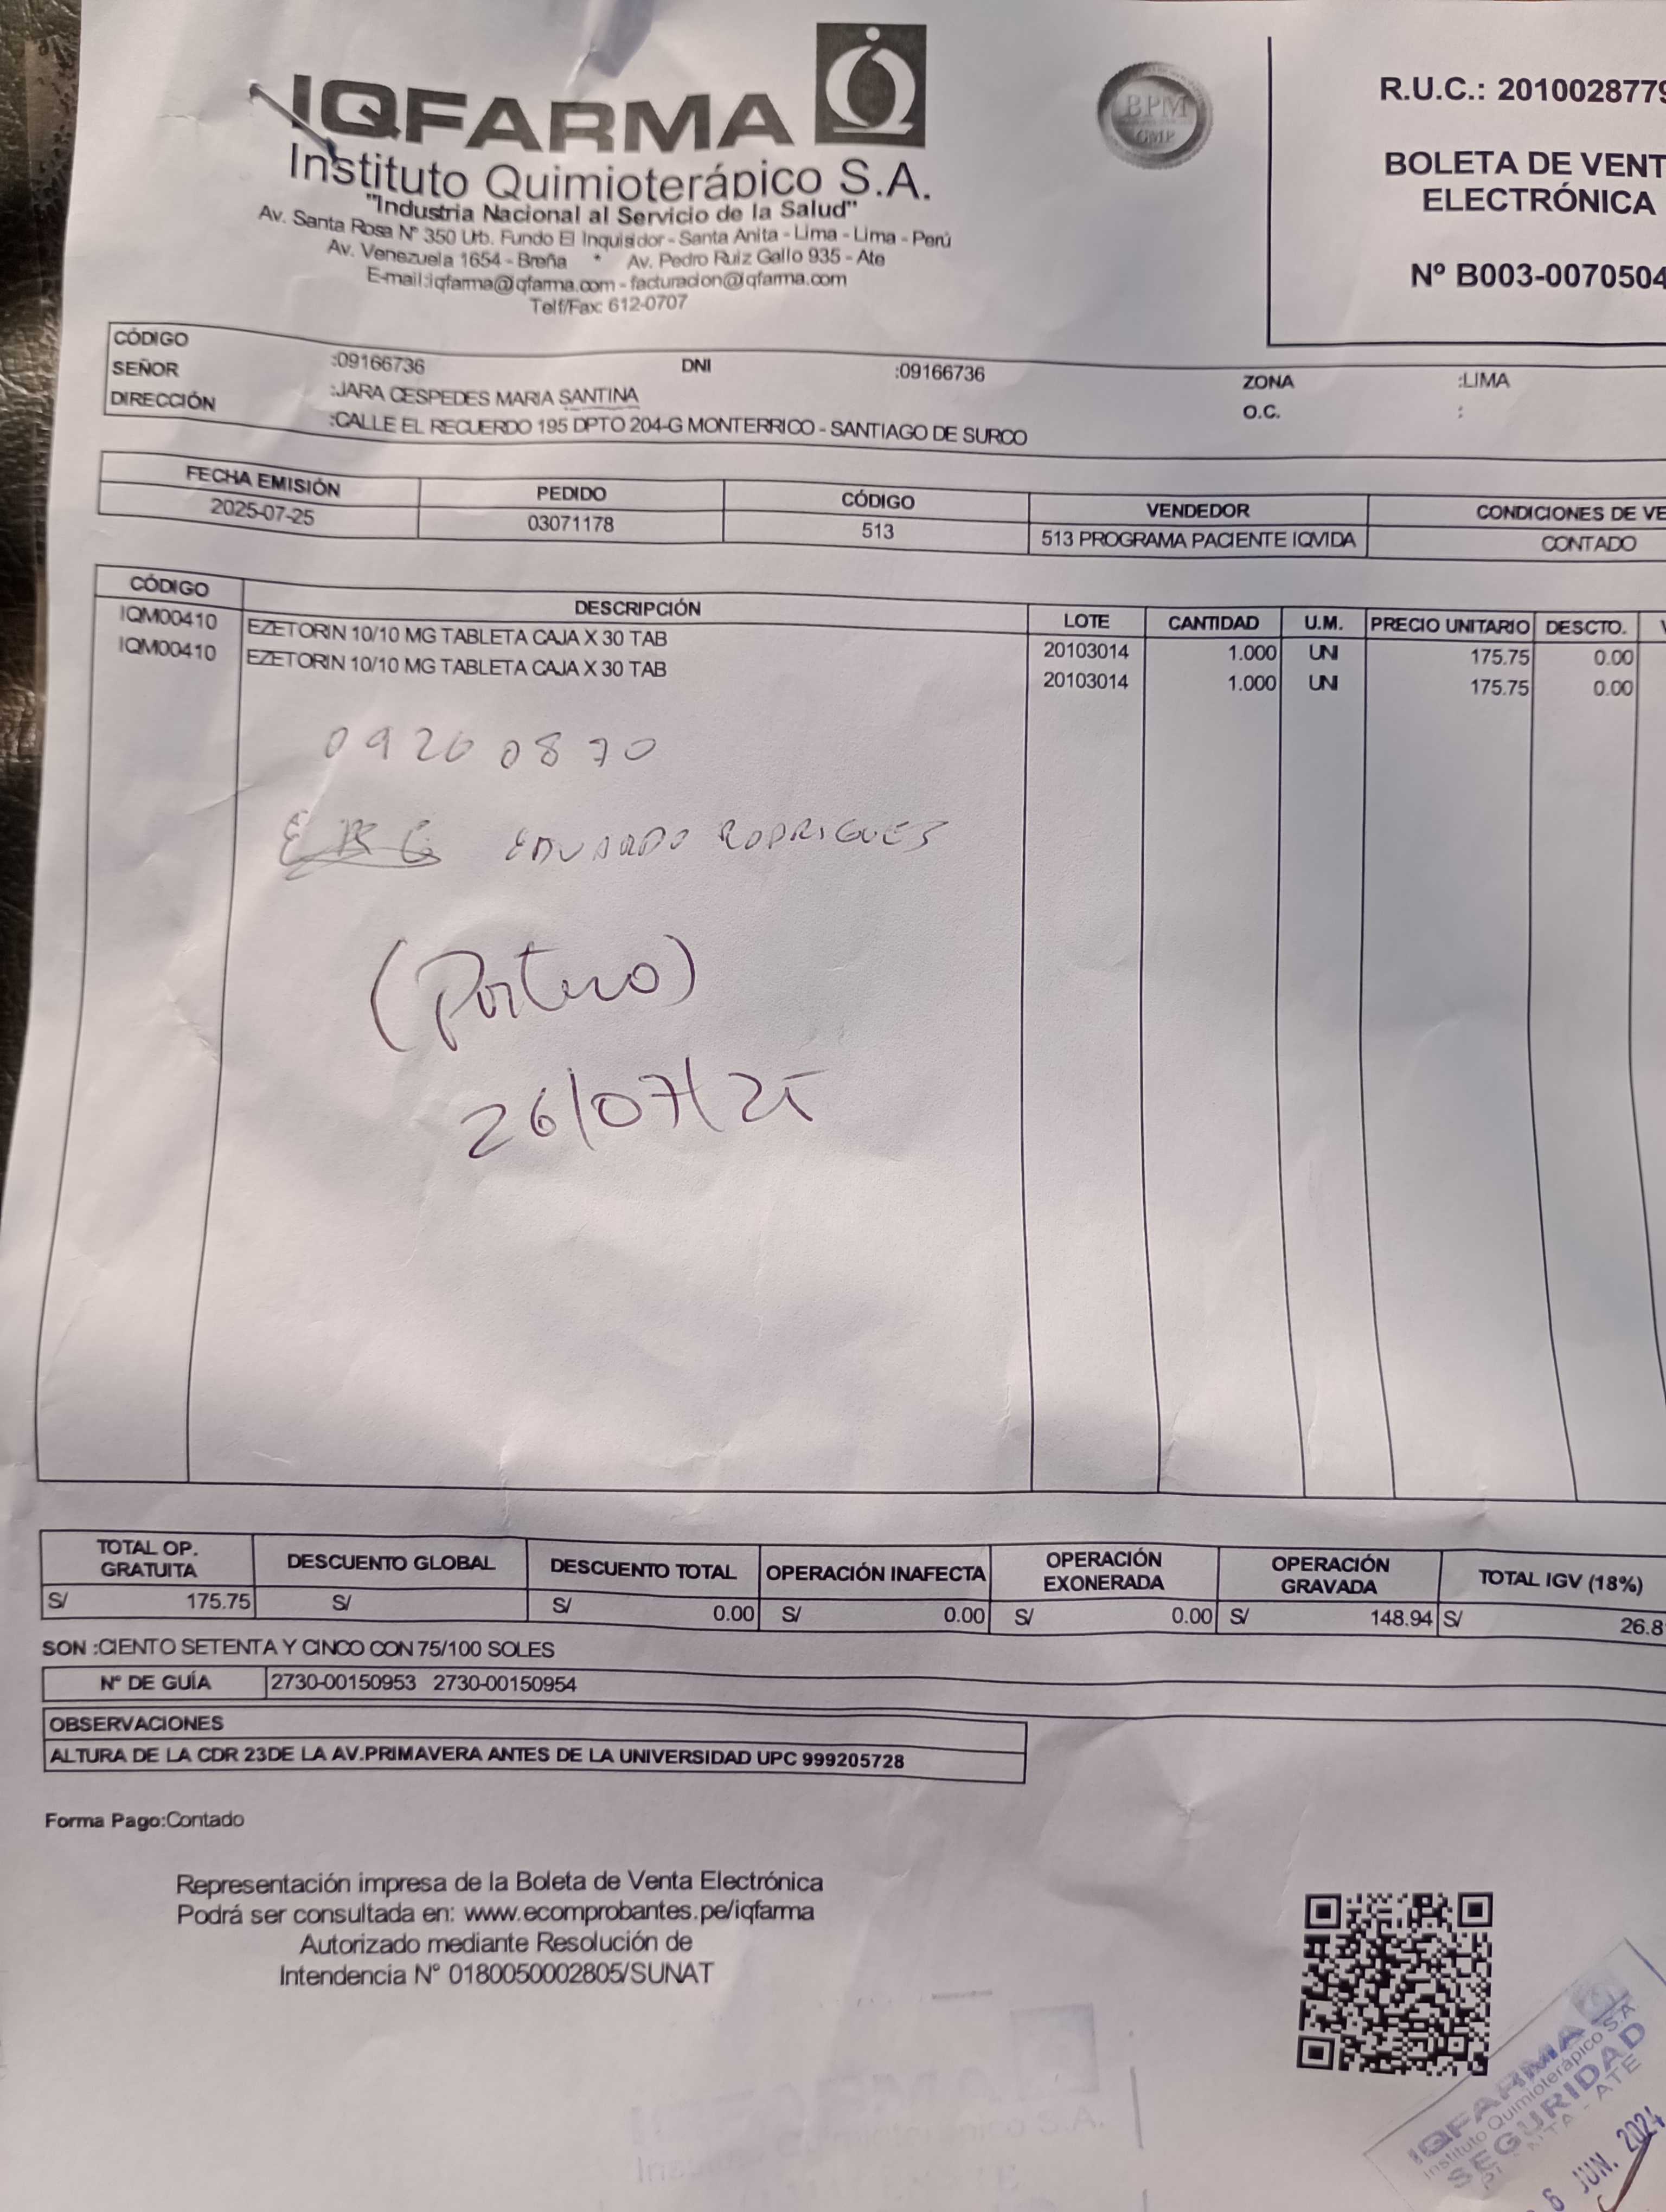 IQFARMA
Instituto Quimioterápico S.A.
"Industria Nacional al Servicio de la Salud"
Av. Santa Rosa N° 350 Urb. Fundo El Inquisidor - Santa Anita - Lima - Lima - Perú
Av. Venezuela 1654 - Breña * Av. Pedro Ruiz Gallo 935 - Ate
E-mail:iqfarma@qfarma.com - facturacion@iqfarma.com
Telf/Fax: 612-0707
BPM
GMP
R.U.C.: 2010028779
BOLETA DE VENT
ELECTRÓNICA
Nº B003-0070504
CÓDIGO :09166736 DNI :09166736 ZONA :LIMA
SEÑOR :JARA CESPEDES MARIA SANTINA O.C. :
DIRECCIÓN :CALLE EL RECUERDO 195 DPTO 204-G MONTERRICO - SANTIAGO DE SURCO
FECHA EMISIÓN PEDIDO CÓDIGO VENDEDOR CONDICIONES DE VE
2025-07-25 03071178 513 513 PROGRAMA PACIENTE IQVIDA CONTADO
CÓDIGO DESCRIPCIÓN LOTE CANTIDAD U.M. PRECIO UNITARIO DESCTO. V
IQM00410 EZETORIN 10/10 MG TABLETA CAJA X 30 TAB 20103014 1.000 UNI 175.75 0.00
IQM00410 EZETORIN 10/10 MG TABLETA CAJA X 30 TAB 20103014 1.000 UNI 175.75 0.00
09260870
EDUARDO RODRIGUES
(Portero)
26/07/25
TOTAL OP. GRATUITA DESCUENTO GLOBAL DESCUENTO TOTAL OPERACIÓN INAFECTA OPERACIÓN EXONERADA OPERACIÓN GRAVADA TOTAL IGV (18%)
S/ 175.75 S/ S/ 0.00 S/ 0.00 S/ 0.00 S/ 148.94 S/ 26.8
SON :CIENTO SETENTA Y CINCO CON 75/100 SOLES
N° DE GUÍA 2730-00150953 2730-00150954
OBSERVACIONES
ALTURA DE LA CDR 23DE LA AV.PRIMAVERA ANTES DE LA UNIVERSIDAD UPC 999205728
Forma Pago:Contado
Representación impresa de la Boleta de Venta Electrónica
Podrá ser consultada en: www.ecomprobantes.pe/iqfarma
Autorizado mediante Resolución de
Intendencia N° 0180050002805/SUNAT
IQFARMA
Instituto Quimioterápico S.A
SEGURIDAD
ATE
6 JUN. 2024